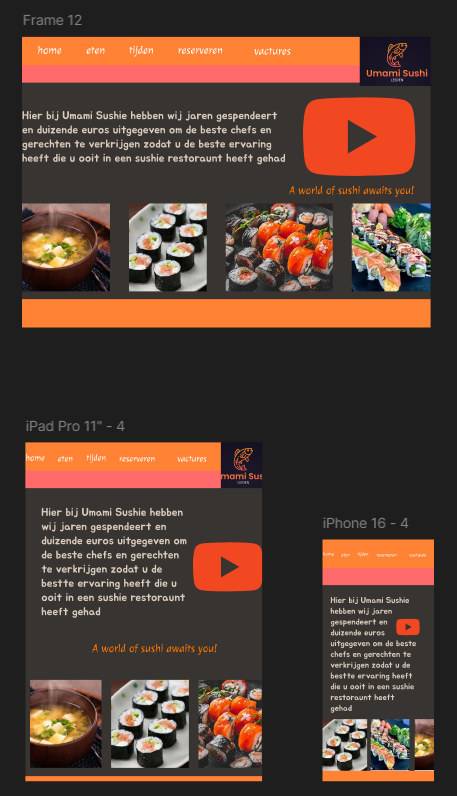 Frame 12
home eten tijden reserveren vactures
Umami Sushi
LEIDEN
Hier bij Umami Sushie hebben wij jaren gespendeert
en duizende euros uitgegeven om de beste chefs en
gerechten te verkrijgen zodat u de beste ervaring
heeft die u ooit in een sushie restoraunt heeft gehad
A world of sushi awaits you!
iPad Pro 11" - 4
home eten tijden reserveren vactures
mami Sus
LEIDEN
Hier bij Umami Sushie hebben
wij jaren gespendeert en
duizende euros uitgegeven om
de beste chefs en gerechten
te verkrijgen zodat u de
bestte ervaring heeft die u
ooit in een sushie restoraunt
heeft gehad
A world of sushi awaits you!
iPhone 16 - 4
home eten tijden reserveren vactures
Hier bij Umami Sushie
hebben wij jaren
gespendeert en
duizende euros
uitgegeven om de beste
chefs en gerechten te
verkrijgen zodat u de
beste ervaring heeft
die u ooit in een sushie
restoraunt heeft
gehad